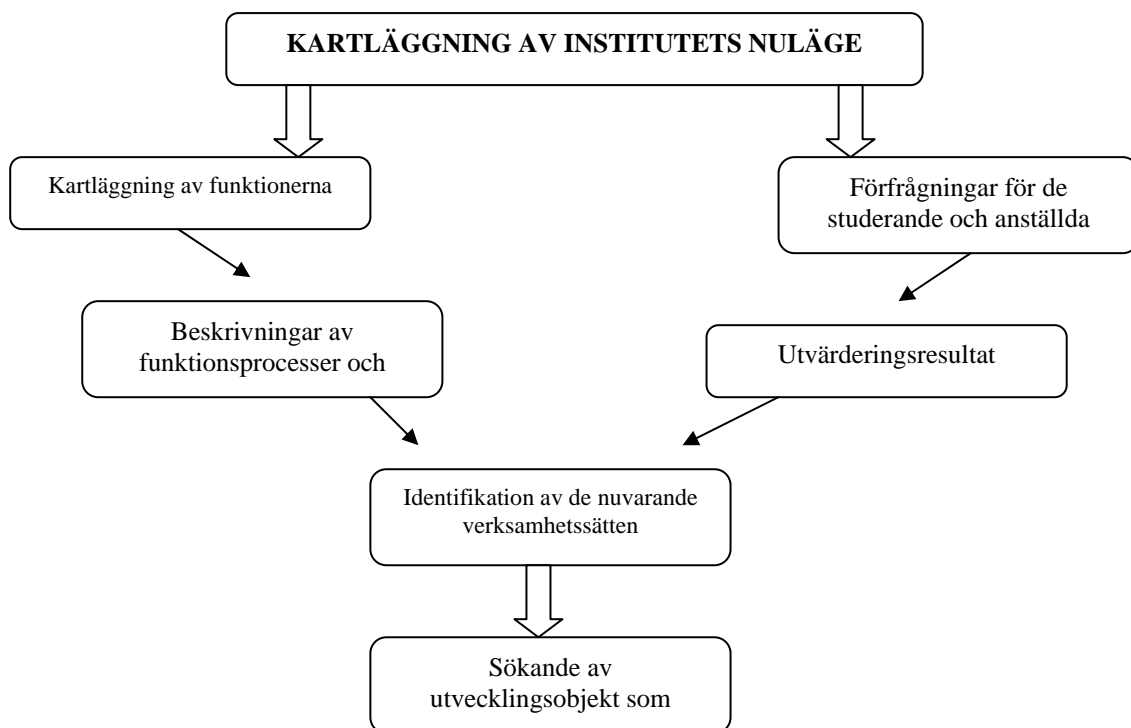 KARTLÄGGNING AV INSTITUTETS NULÄGE
Kartläggning av funktionerna
Förfrågningar för de
studerande och anställda
Beskrivningar av
funktionsprocesser och
Utvärderingsresultat
Identifikation av de nuvarande
verksamhetssätten
Sökande av
utvecklingsobjekt som